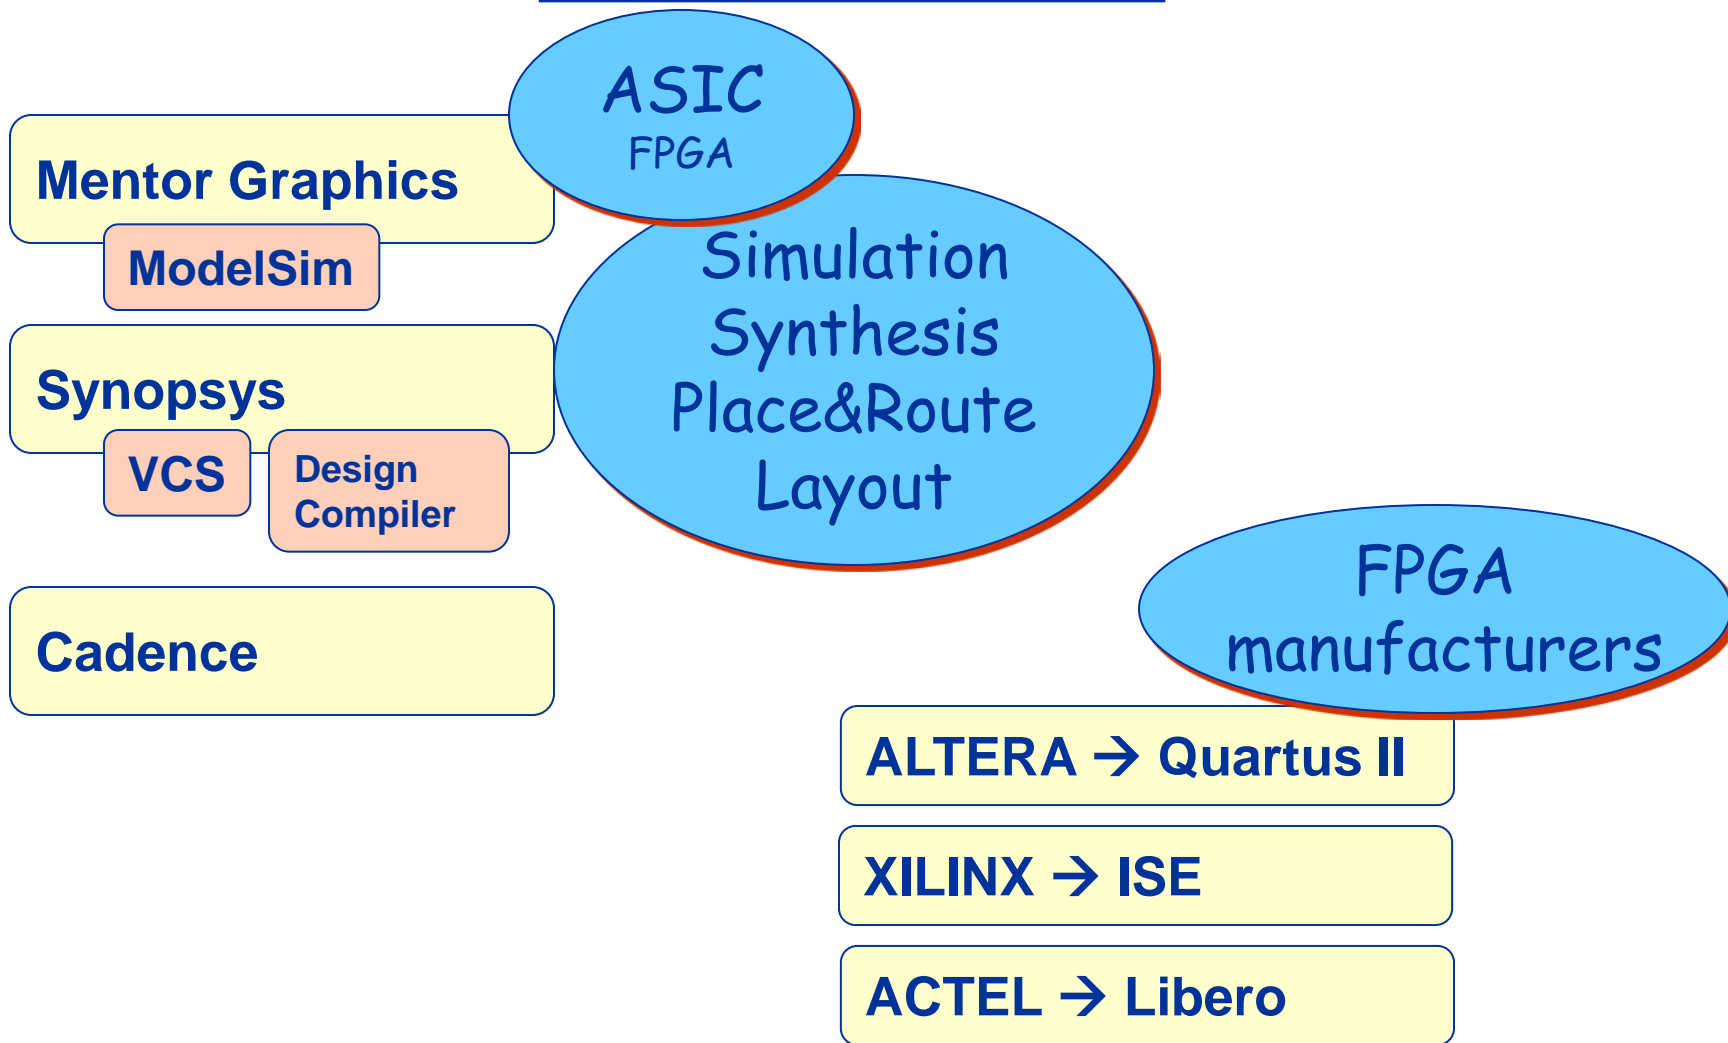 ASIC
FPGA
Mentor Graphics
ModelSim
Simulation
Synthesis
Place&Route
Layout
Synopsys
VCS
Design
Compiler
Cadence
FPGA
manufacturers
ALTERA → Quartus II
XILINX → ISE
ACTEL → Libero